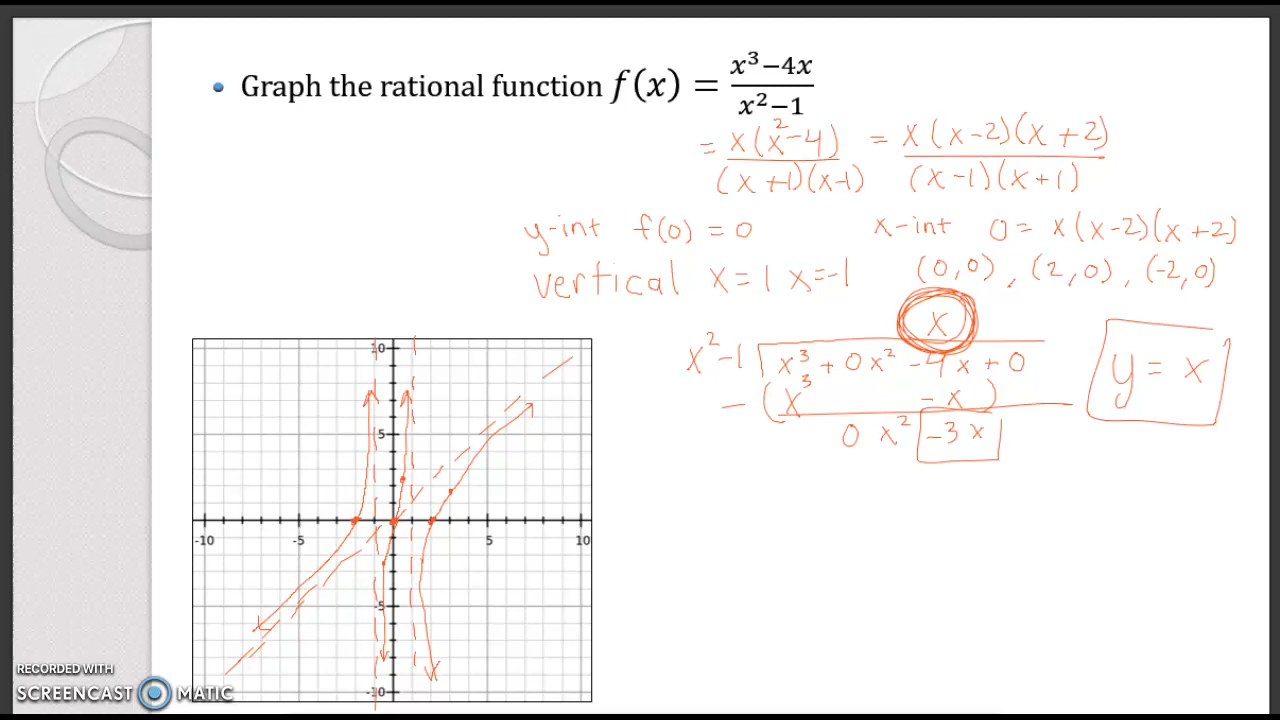 • Graph the rational function f(x) = (x³−4x)/(x²−1)
= x(x²-4)/((x+1)(x-1)) = x(x-2)(x+2)/((x-1)(x+1))
y-int f(0) = 0 x-int 0 = x(x-2)(x+2)
vertical x=1 x=-1 (0,0), (2,0), (-2,0)
x
x²-1 x³ + 0x² - 4x + 0 y = x
- (x³ - x)
0x² -3x
10
5
-10 -5 5 10
-5
-10
RECORDED WITH
SCREENCAST MATIC